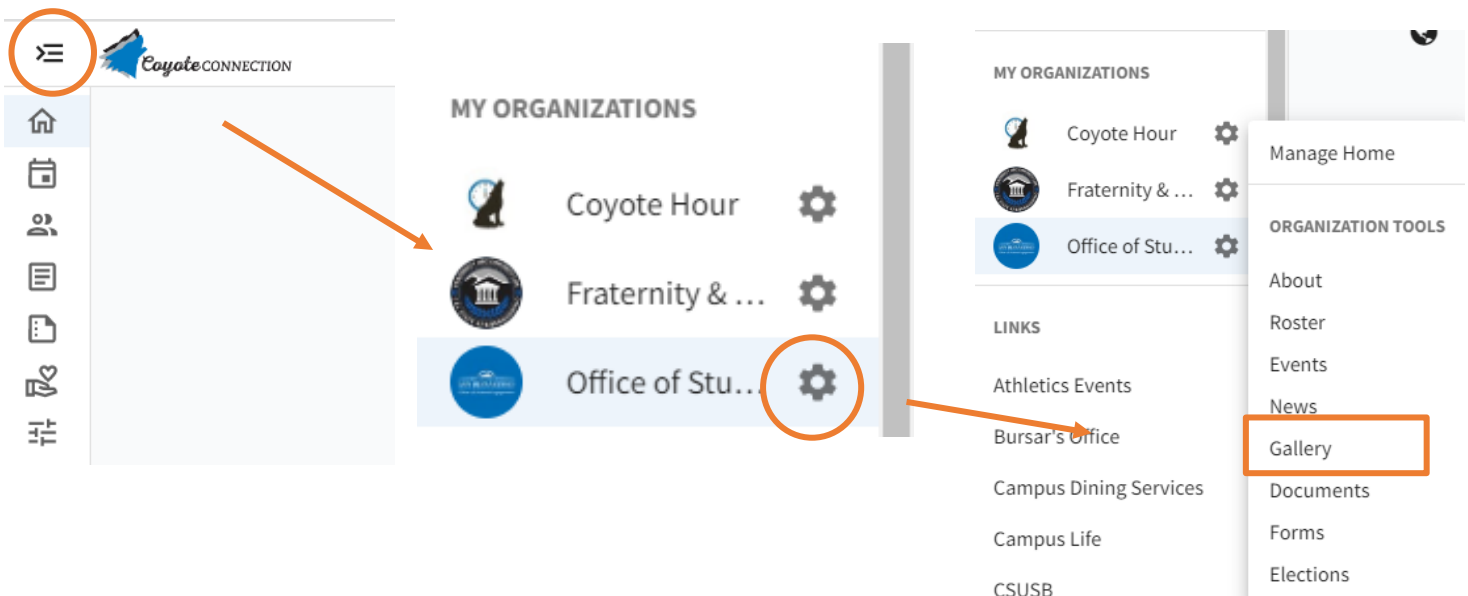 Coyote CONNECTION
MY ORGANIZATIONS
Coyote Hour
Fraternity & ...
Office of Stu...
MY ORGANIZATIONS
Coyote Hour
Fraternity & ...
Office of Stu...
LINKS
Athletics Events
Bursar's Office
Campus Dining Services
Campus Life
CSUSB
Manage Home
ORGANIZATION TOOLS
About
Roster
Events
News
Gallery
Documents
Forms
Elections